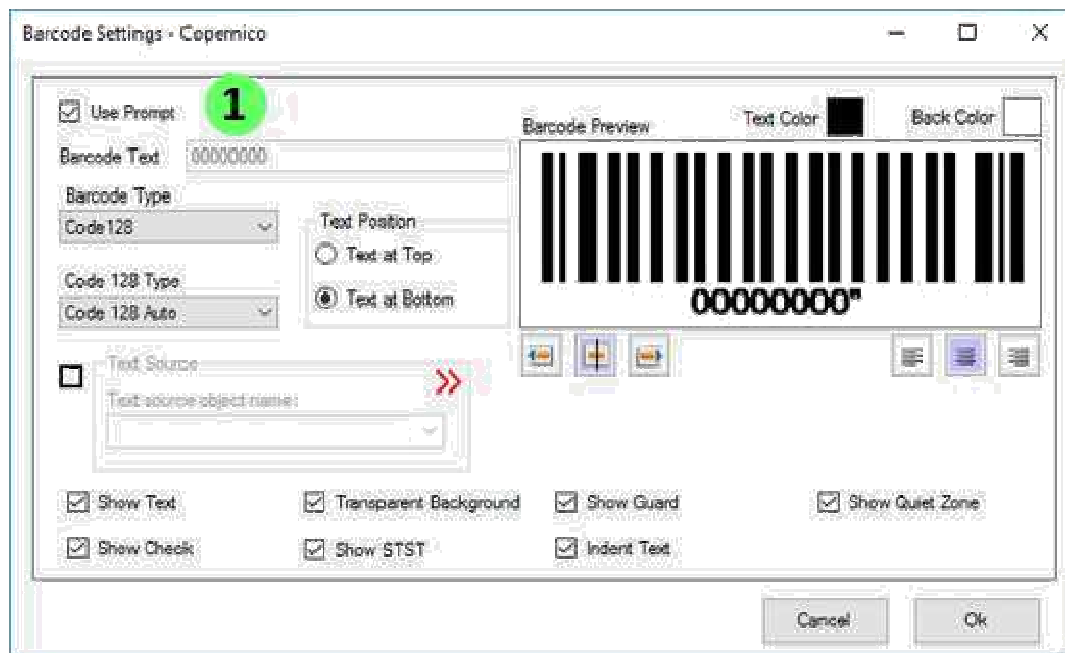 Barcode Settings - Copernico
Use Prompt
1
Barcode Text 00000000
Barcode Type
Code128
Code 128 Type
Code 128 Auto
Text Position
Text at Top
Text at Bottom
Barcode Preview
Text Color
Back Color
00000000"
Text Source
Text source object name:
Show Text
Transparent Background
Show Guard
Show Quiet Zone
Show Check
Show STST
Indent Text
Cancel
Ok